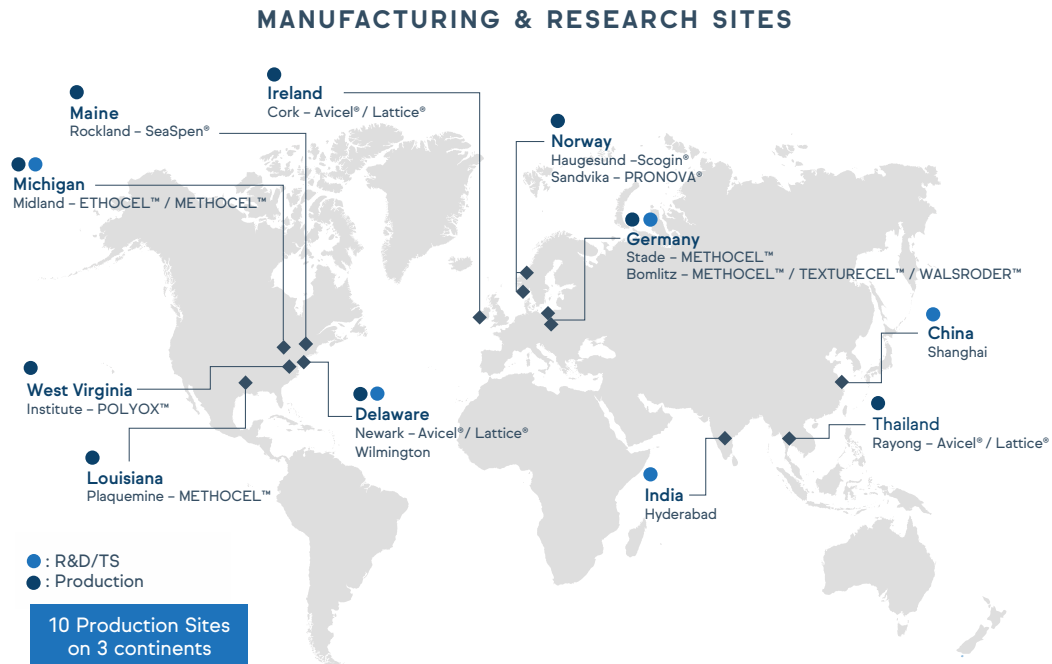 MANUFACTURING & RESEARCH SITES
Ireland
Cork – Avicel® / Lattice®
Maine
Rockland – SeaSpen®
Norway
Haugesund –Scogin®
Sandvika – PRONOVA®
Michigan
Midland – ETHOCEL™ / METHOCEL™
Germany
Stade – METHOCEL™
Bomlitz – METHOCEL™ / TEXTURECEL™ / WALSRODER™
China
Shanghai
West Virginia
Institute – POLYOX™
Delaware
Newark – Avicel®/ Lattice®
Wilmington
Thailand
Rayong – Avicel® / Lattice®
Louisiana
Plaquemine – METHOCEL™
India
Hyderabad
: R&D/TS
: Production
10 Production Sites
on 3 continents